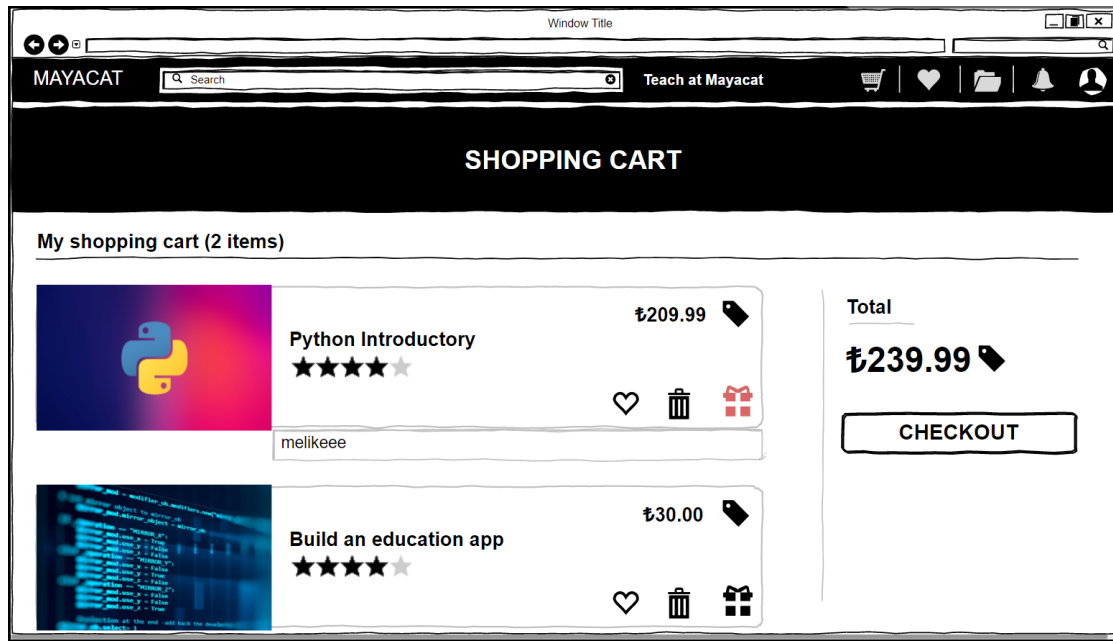 Window Title
MAYACAT
Search
Teach at Mayacat
SHOPPING CART
My shopping cart (2 items)
₺209.99
Python Introductory
melikeee
Total
₺239.99
CHECKOUT
₺30.00
Build an education app